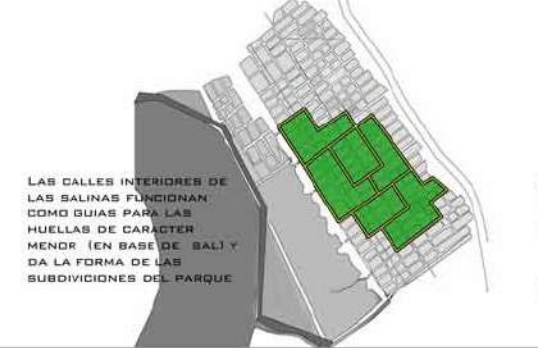 LAS CALLES INTERIORES DE
LAS SALINAS FUNCIONAN
COMO GUIAS PARA LAS
HUELLAS DE CARACTER
MENOR (EN BASE DE SAL) Y
DA LA FORMA DE LAS
SUBDIVICIONES DEL PARQUE